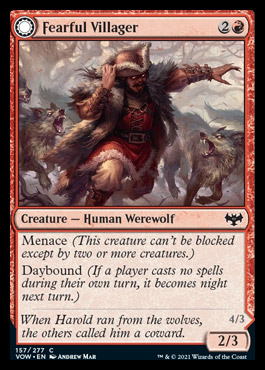 Fearful Villager 2
Creature — Human Werewolf
Menace (This creature can't be blocked
except by two or more creatures.)
Daybound (If a player casts no spells
during their own turn, it becomes night
next turn.)
When Harold ran from the wolves,
the others called him a coward.
4/3
2/3
157/277 C
VOW • EN ANDREW MAR
™ & © 2021 Wizards of the Coast